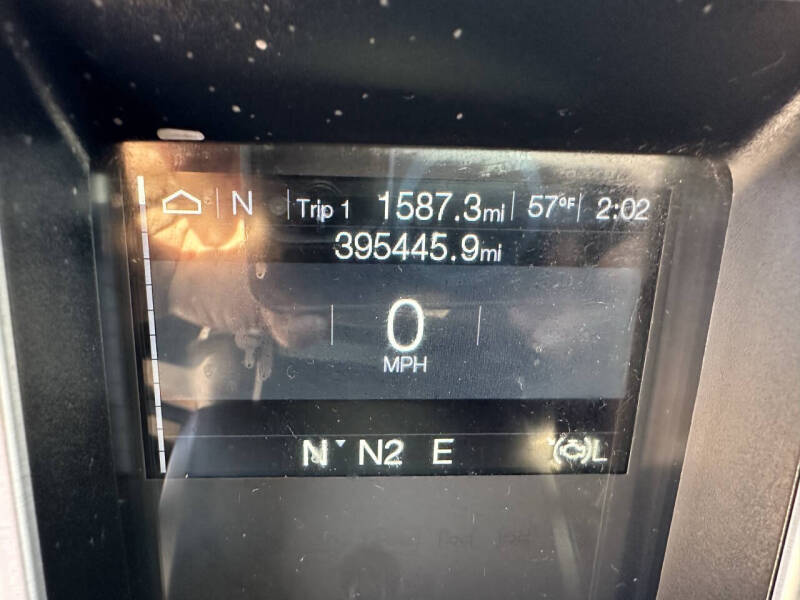 N Trip 1 1587.3mi 57°F 2:02
395445.9mi
0
MPH
N N2 E L